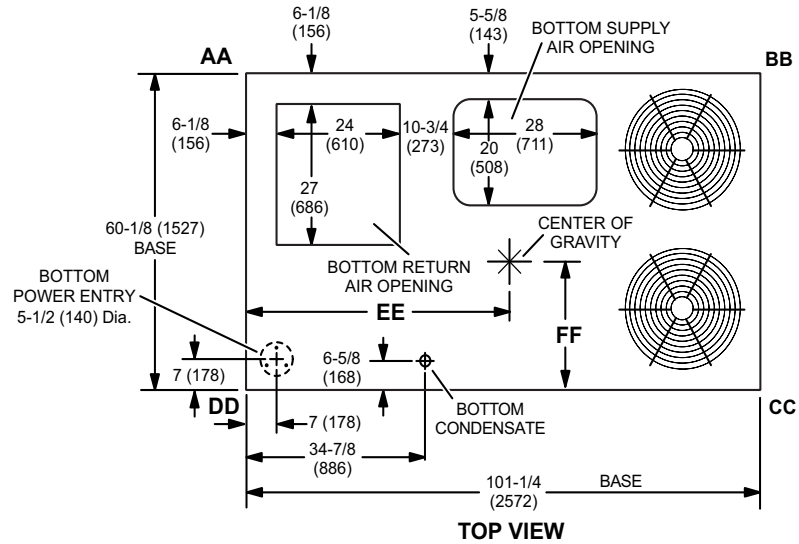 6-1/8
(156)
5-5/8
(143)
BOTTOM SUPPLY
AIR OPENING
AA
BB
6-1/8
(156)
24
(610)
10-3/4
(273)
28
(711)
20
(508)
27
(686)
60-1/8 (1527)
BASE
CENTER OF
GRAVITY
BOTTOM RETURN
AIR OPENING
BOTTOM
POWER ENTRY
5-1/2 (140) Dia.
EE
FF
7 (178)
6-5/8
(168)
DD
7 (178)
BOTTOM
CONDENSATE
CC
34-7/8
(886)
101-1/4
(2572)
BASE
TOP VIEW